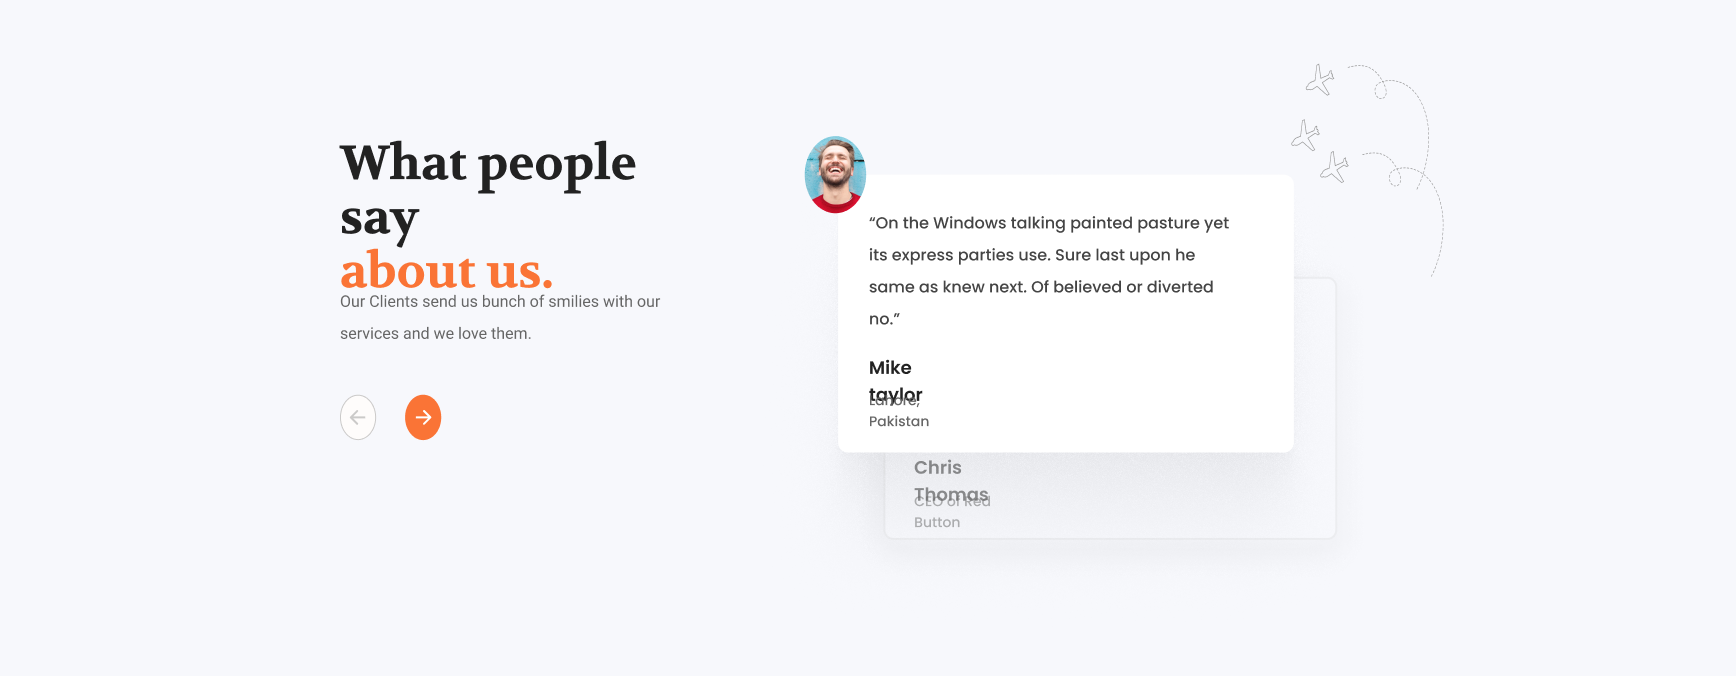 What people
say
about us.
Our Clients send us bunch of smilies with our
services and we love them.
“On the Windows talking painted pasture yet
its express parties use. Sure last upon he
same as knew next. Of believed or diverted
no.”
Mike
taylor
Lahore,
Pakistan
Chris
Thomas
CEO of Red
Button